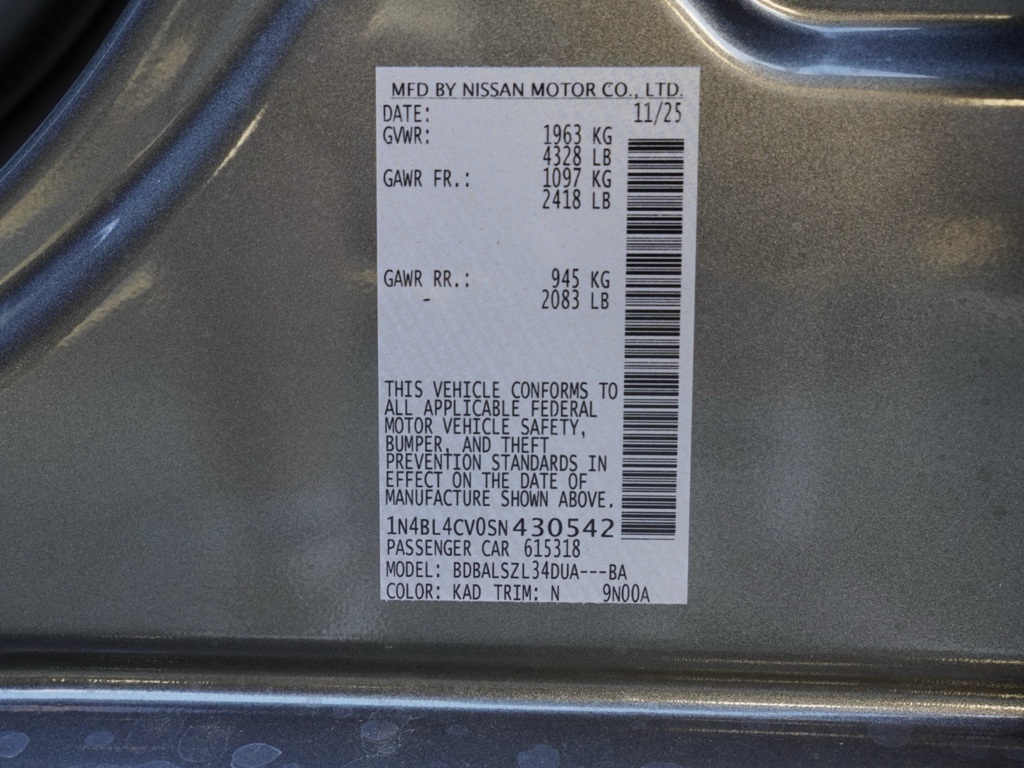 MFD BY NISSAN MOTOR CO., LTD.
DATE: 11/25
GVWR: 1963 KG
4328 LB
GAWR FR.: 1097 KG
2418 LB
GAWR RR.: 945 KG
- 2083 LB
THIS VEHICLE CONFORMS TO
ALL APPLICABLE FEDERAL
MOTOR VEHICLE SAFETY,
BUMPER, AND THEFT
PREVENTION STANDARDS IN
EFFECT ON THE DATE OF
MANUFACTURE SHOWN ABOVE.
1N4BL4CV0SN430542
PASSENGER CAR 615318
MODEL: BDBALSZL34DUA---BA
COLOR: KAD TRIM: N 9N00A